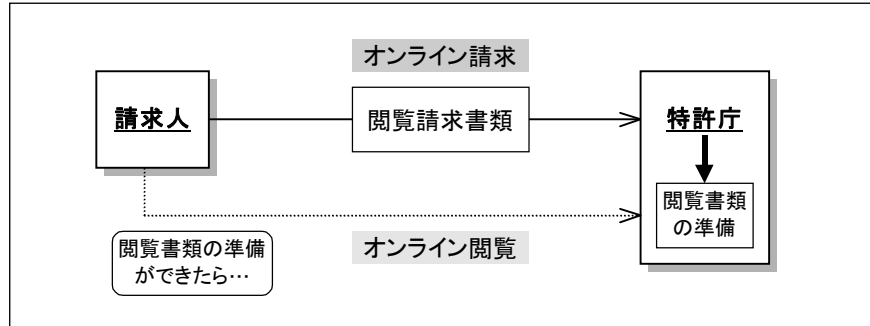 オンライン請求
請求人
閲覧請求書類
特許庁
閲覧書類
の準備
閲覧書類の準備
ができたら…
オンライン閲覧